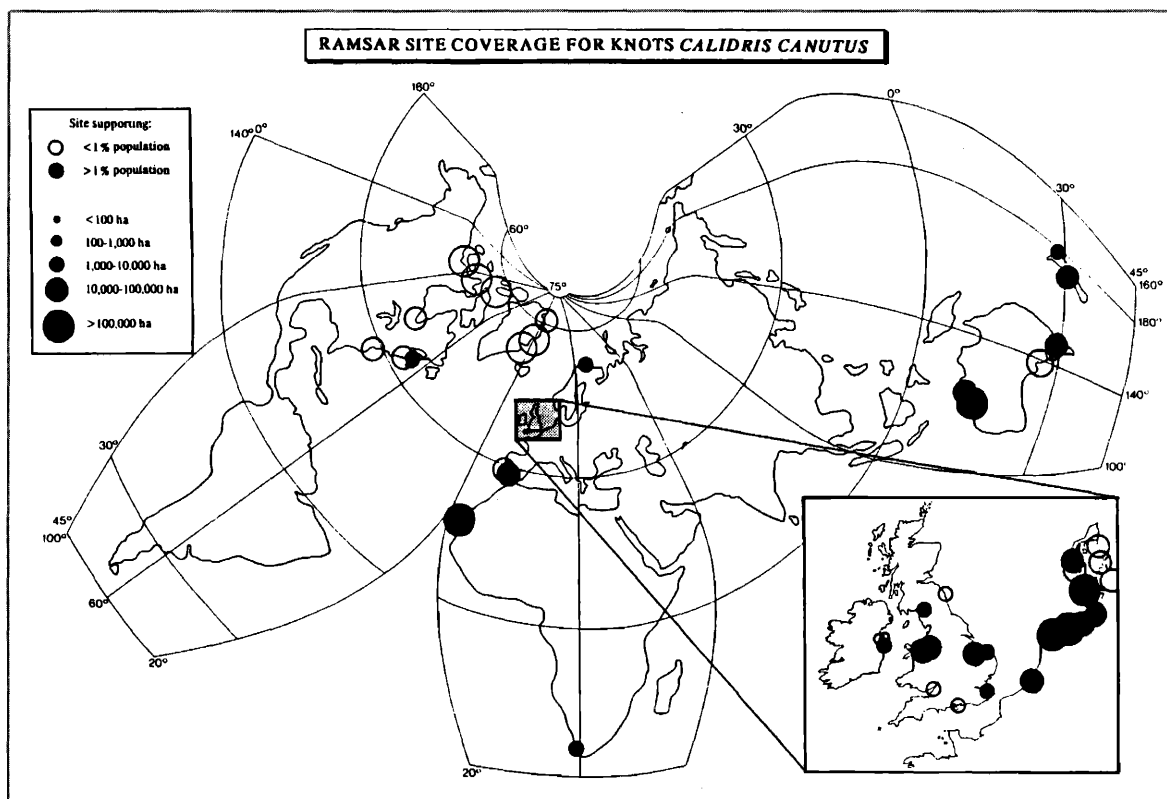 RAMSAR SITE COVERAGE FOR KNOTS CALIDRIS CANUTUS
Site supporting:
<1% population
>1% population
<100 ha
100-1,000 ha
1,000-10,000 ha
10,000-100,000 ha
>100,000 ha
180°
0°
140° 0°
30°
30°
60°
45°
160°
75°
180°
140°
30°
100°
45°
100°
60°
20°
20°